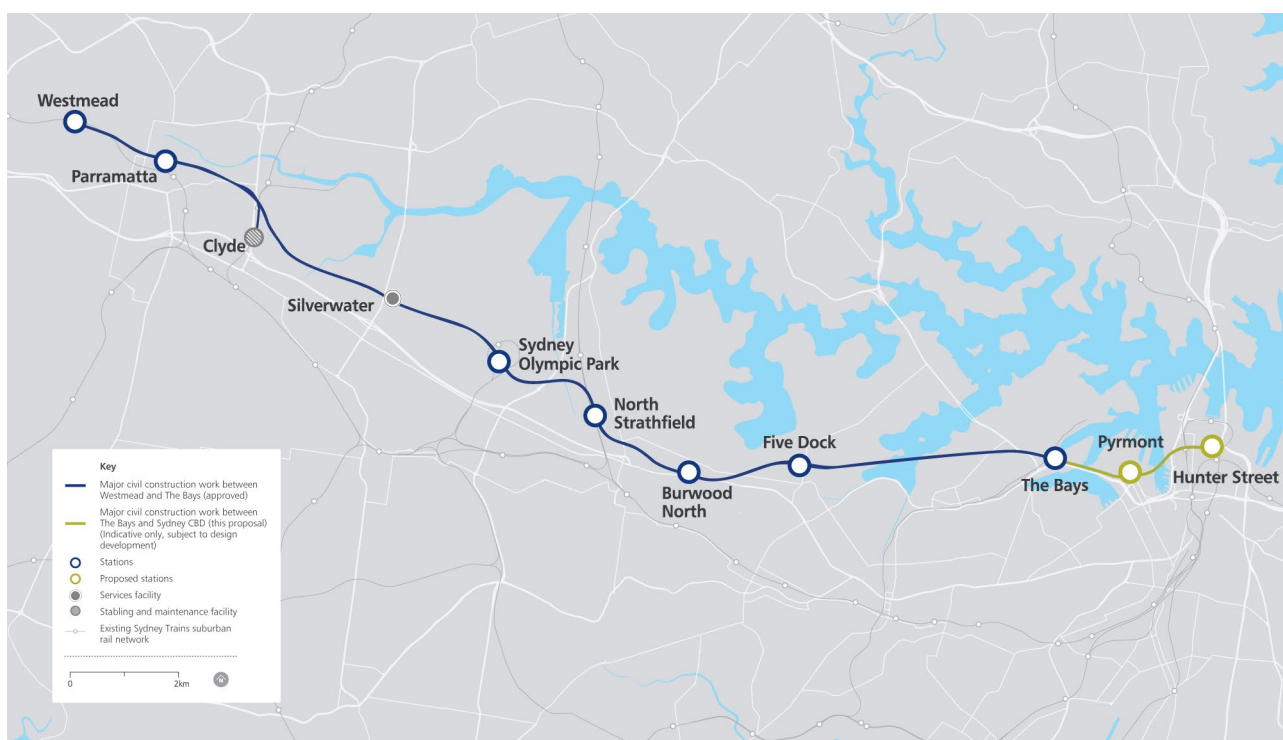 Westmead
Parramatta
Clyde
Silverwater
Sydney
Olympic Park
North
Strathfield
Five Dock
Burwood
North
The Bays
Pyrmont
Hunter Street
Key
Major civil construction work between
Westmead and The Bays (approved)
Major civil construction work between
The Bays and Sydney CBD (this proposal)
(Indicative only, subject to design
development)
Stations
Proposed stations
Services facility
Stabling and maintenance facility
Existing Sydney Trains suburban
rail network
0
2km
N